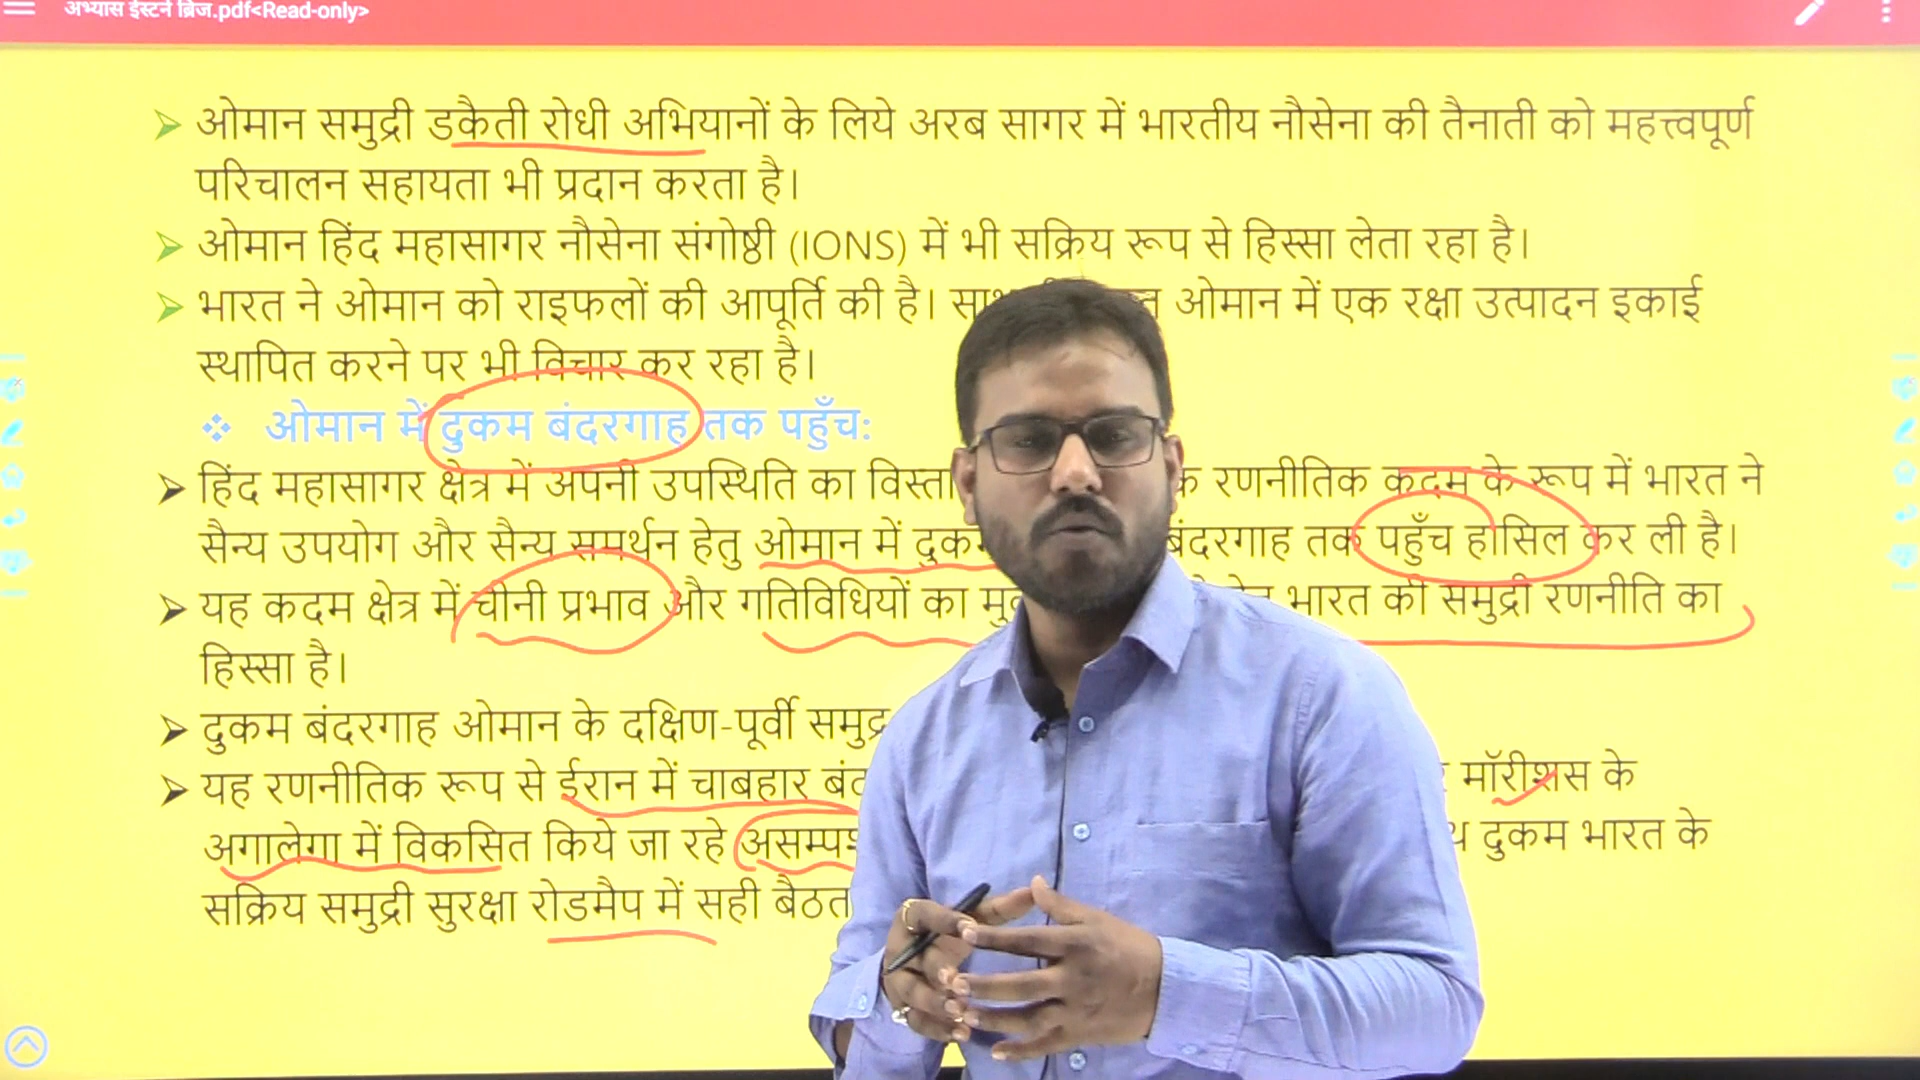 अभ्यास ईस्टर्न ब्रिज.pdf<Read-only>
ओमान समुद्री डकैती रोधी अभियानों के लिये अरब सागर में भारतीय नौसेना की तैनाती को महत्त्वपूर्ण
परिचालन सहायता भी प्रदान करता है।
ओमान हिंद महासागर नौसेना संगोष्ठी (IONS) में भी सक्रिय रूप से हिस्सा लेता रहा है।
भारत ने ओमान को राइफलों की आपूर्ति की है। ओमान में एक रक्षा उत्पादन इकाई
स्थापित करने पर भी विचार कर रहा है।
ओमान में दुकम बंदरगाह तक पहुँच:
हिंद महासागर क्षेत्र में अपनी उपस्थिति का रणनीतिक कदम के रूप में भारत ने
सैन्य उपयोग और सैन्य समर्थन हेतु ओमान में बंदरगाह तक पहुँच हासिल कर ली है।
यह कदम क्षेत्र में चीनी प्रभाव और गतिविधियों का भारत की समुद्री रणनीति का
हिस्सा है।
दुकम बंदरगाह ओमान के दक्षिण-पूर्वी
यह रणनीतिक रूप से ईरान में चाबहार मॉरीशस के
अगालेगा में विकसित किये जा रहे दुकम भारत के
सक्रिय समुद्री सुरक्षा रोडमैप में सही